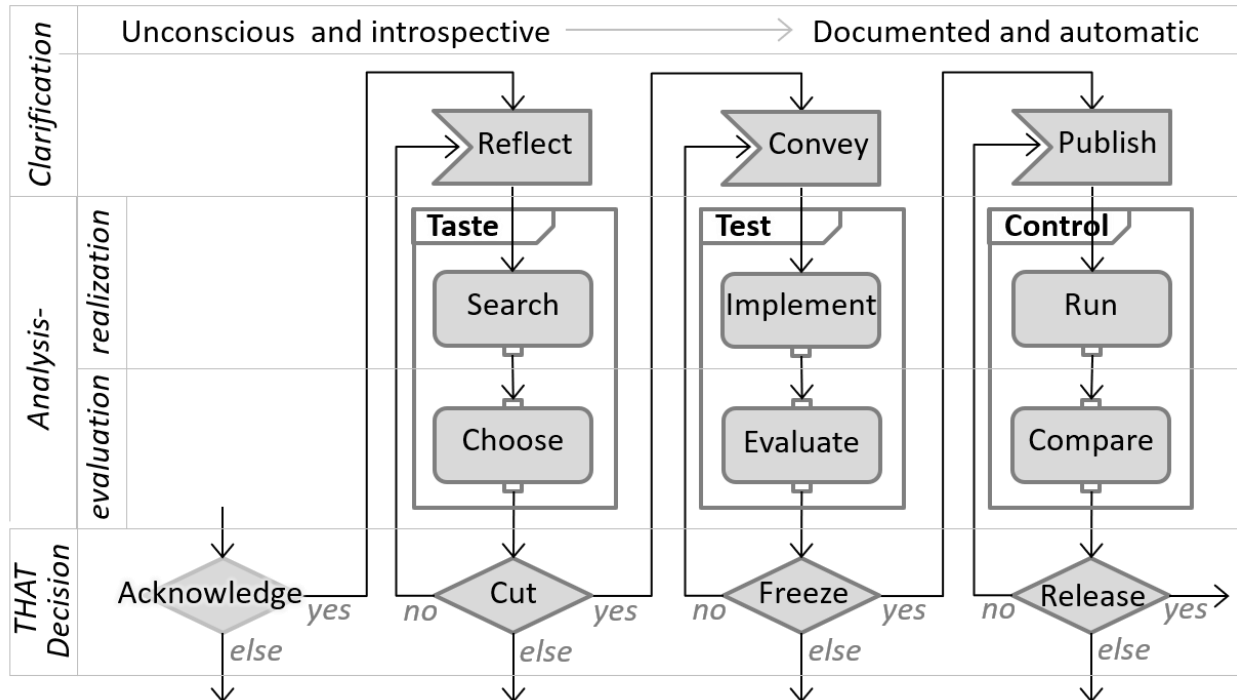 Unconscious and introspective
Documented and automatic
Clarification
Reflect
Convey
Publish
Analysis-
realization
Taste
Test
Control
Search
Implement
Run
evaluation
Choose
Evaluate
Compare
THAT
Decision
Acknowledge
yes
else
no
Cut
yes
else
no
Freeze
yes
else
no
Release
yes
else